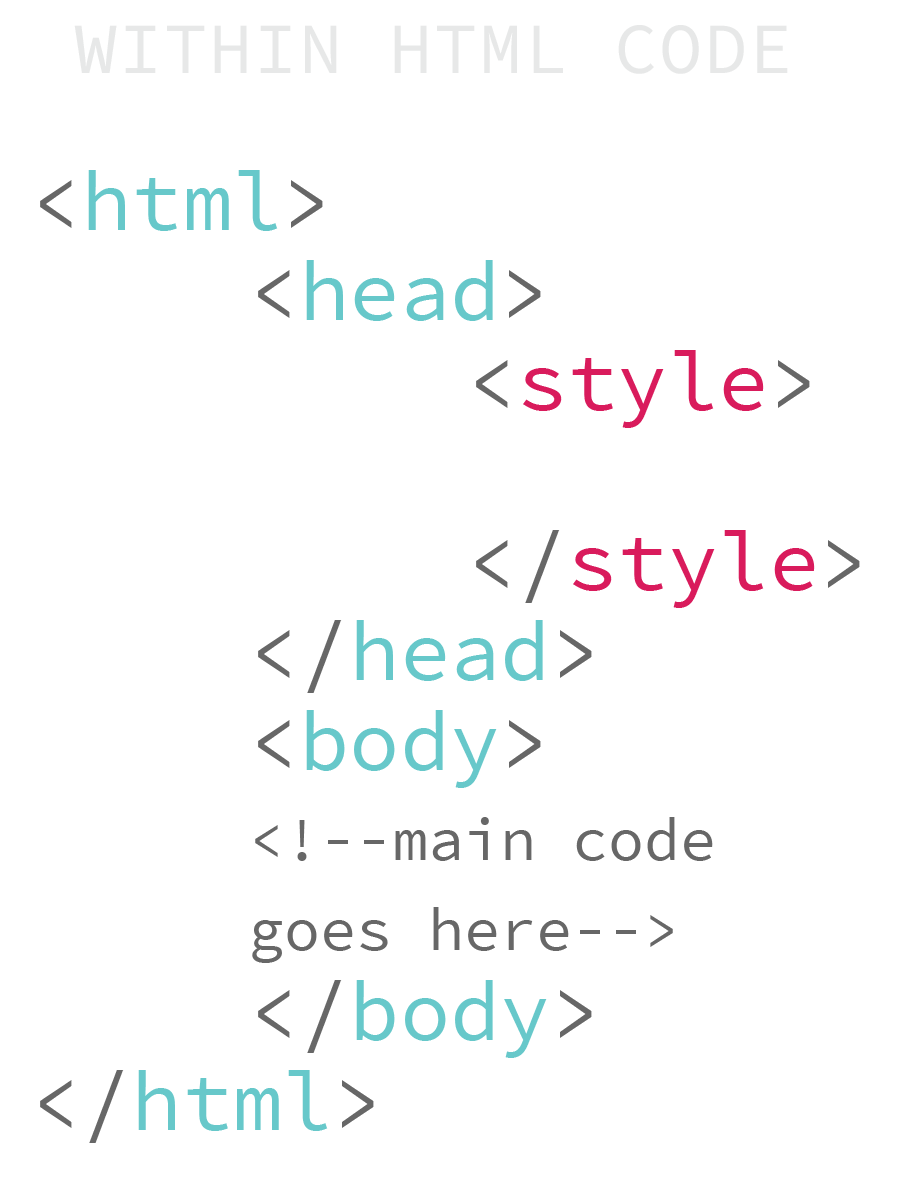 WITHIN HTML CODE
<html>
<head>
<style>
</style>
</head>
<body>
<!--main code
goes here-->
</body>
</html>